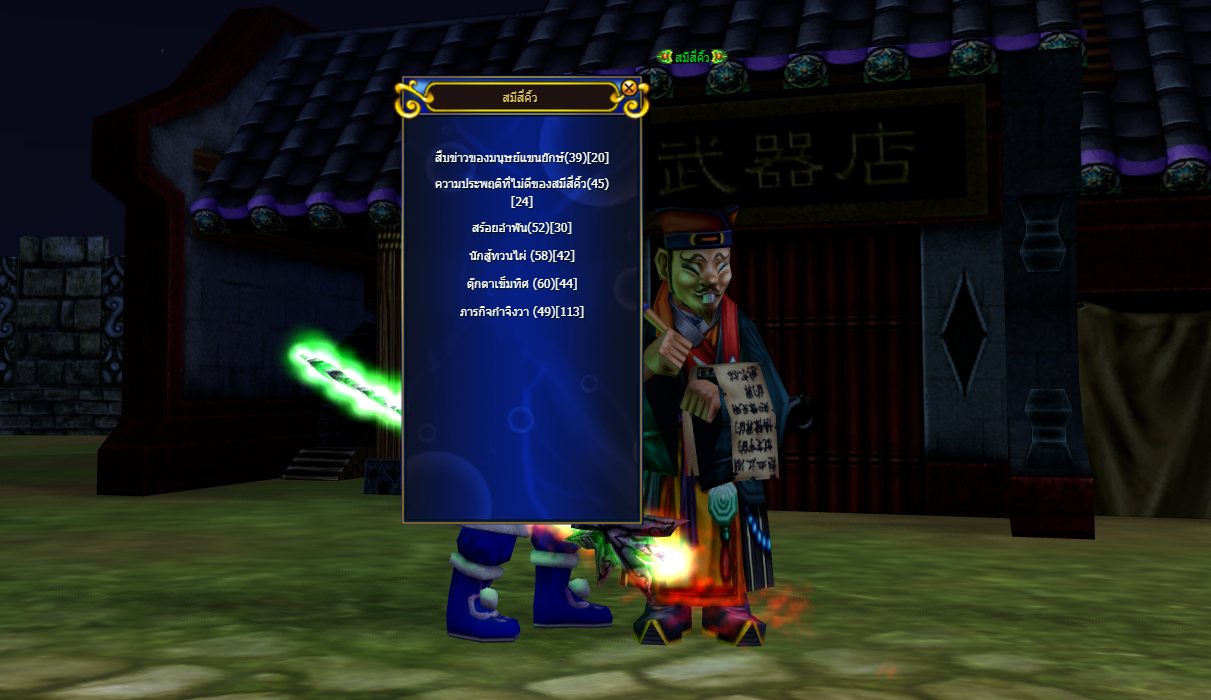 สมีสี่คิ้ว
สมีสี่คิ้ว
สืบข่าวของมนุษย์แขนยักษ์(39)[20]
ความประพฤติที่ไม่ดีของสมีสี่คิ้ว(45)
[24]
สร้อยอำพัน(52)[30]
นักสู้ทวนไผ่ (58)[42]
ตุ๊กตาเข็มทิศ (60)[44]
ภารกิจกำจิงวา (49)[113]
武器店